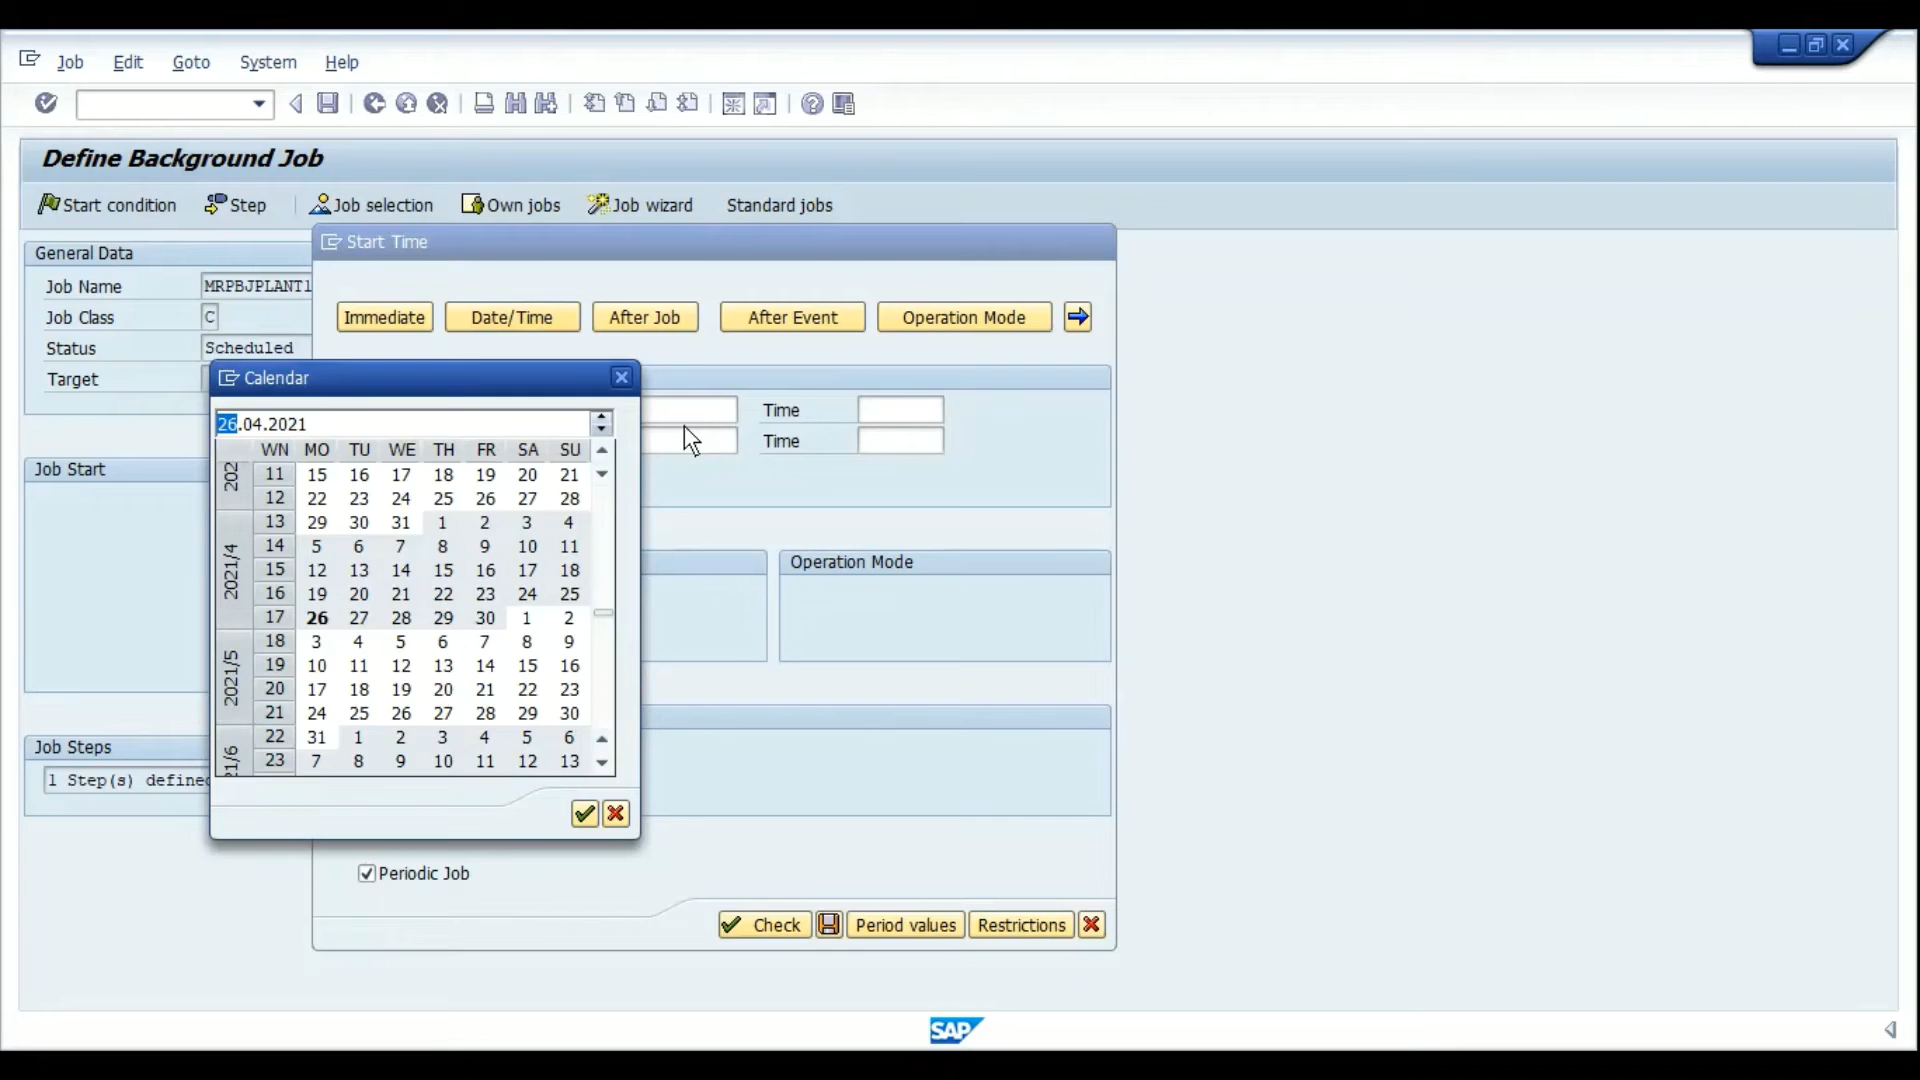 Job Edit Goto System Help
Define Background Job
Start condition Step Job selection Own jobs Job wizard Standard jobs
General Data
Job Name MRPBJPLANT1
Job Class C
Status Scheduled
Target
Job Start
Job Steps
1 Step(s) define
Start Time
Immediate Date/Time After Job After Event Operation Mode
Time
Time
Operation Mode
Periodic Job
Check Period values Restrictions
Calendar
26.04.2021
WN MO TU WE TH FR SA SU
202 11 15 16 17 18 19 20 21
12 22 23 24 25 26 27 28
13 29 30 31 1 2 3 4
2021/4 14 5 6 7 8 9 10 11
15 12 13 14 15 16 17 18
16 19 20 21 22 23 24 25
17 26 27 28 29 30 1 2
18 3 4 5 6 7 8 9
2021/5 19 10 11 12 13 14 15 16
20 17 18 19 20 21 22 23
21 24 25 26 27 28 29 30
22 31 1 2 3 4 5 6
21/6 23 7 8 9 10 11 12 13
SAP